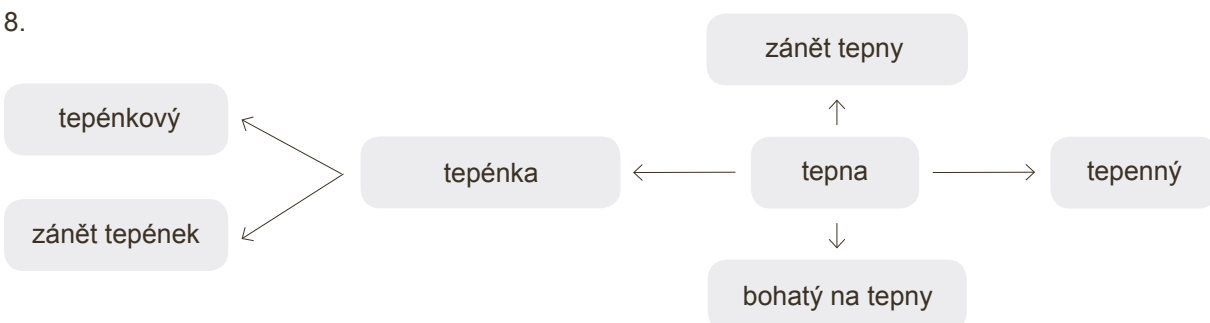 8.
zánět tepny
tepénkový
tepénka
tepna
tepenný
zánět tepének
bohatý na tepny